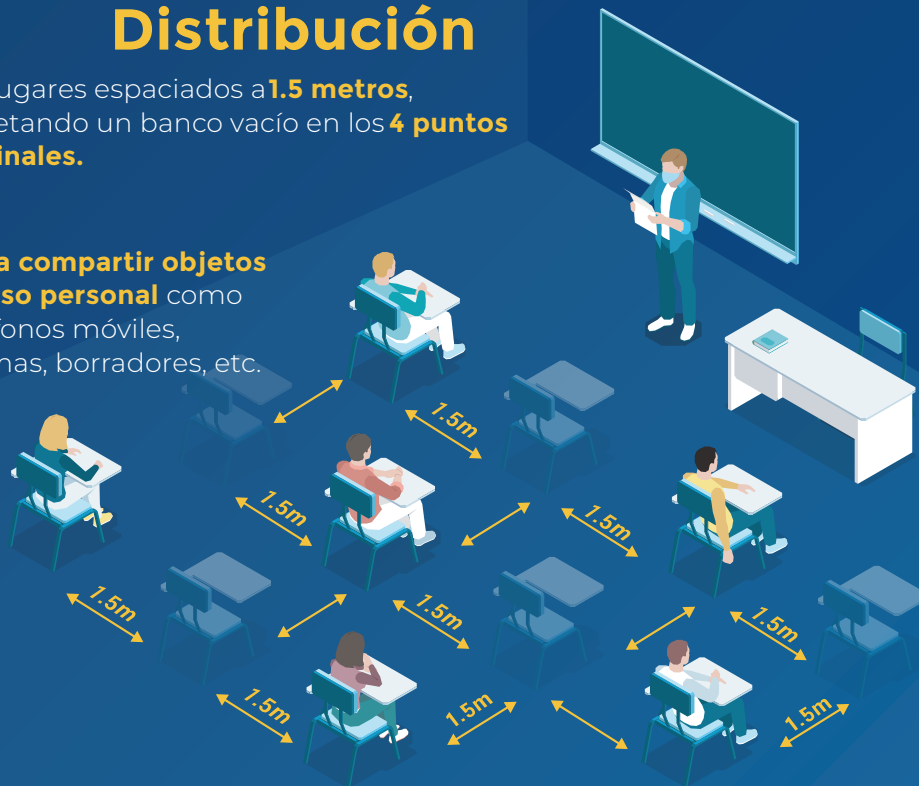 Distribución
ugares espaciados a 1.5 metros,
etando un banco vacío en los 4 puntos
inales.
a compartir objetos
so personal como
fonos móviles,
mas, borradores, etc.
1.5m
1.5m
1.5m
1.5m
1.5m
1.5m
1.5m
1.5m
1.5m